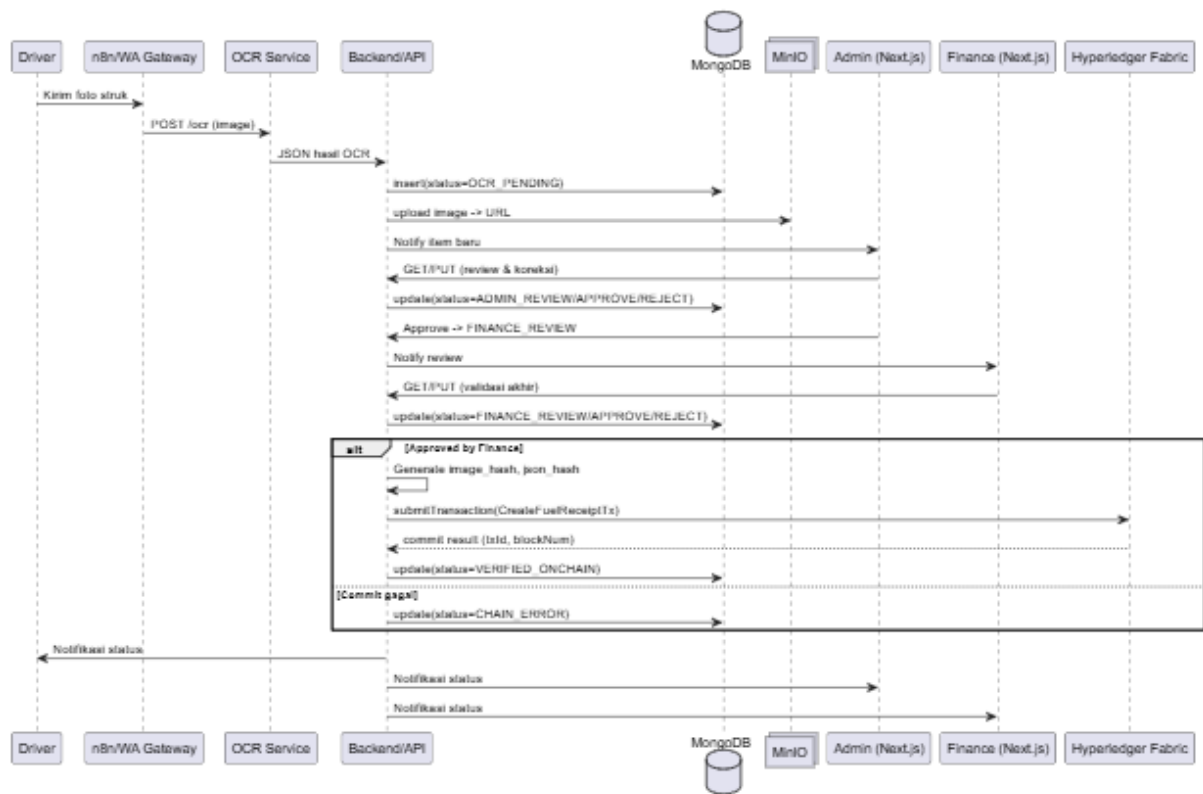 MongoDB
Driver
n8n/WA Gateway
OCR Service
Backend/API
MinIO
Admin (Next.js)
Finance (Next.js)
Hyperledger Fabric
Kirim foto struk
POST /ocr (image)
JSON hasil OCR
insert(status=OCR_PENDING)
upload image -> URL
Notify item baru
GET/PUT (review & koreksi)
update(status=ADMIN_REVIEW/APPROVE/REJECT)
Approve -> FINANCE_REVIEW
Notify review
GET/PUT (validasi akhir)
update(status=FINANCE_REVIEW/APPROVE/REJECT)
alt [Approved by Finance]
Generate image_hash, json_hash
submitTransaction(CreateFuelReceiptTx)
commit result (txId, blockNum)
update(status=VERIFIED_ONCHAIN)
[Commit gagal]
update(status=CHAIN_ERROR)
Notifikasi status
Notifikasi status
Notifikasi status
Driver
n8n/WA Gateway
OCR Service
Backend/API
MongoDB
MinIO
Admin (Next.js)
Finance (Next.js)
Hyperledger Fabric